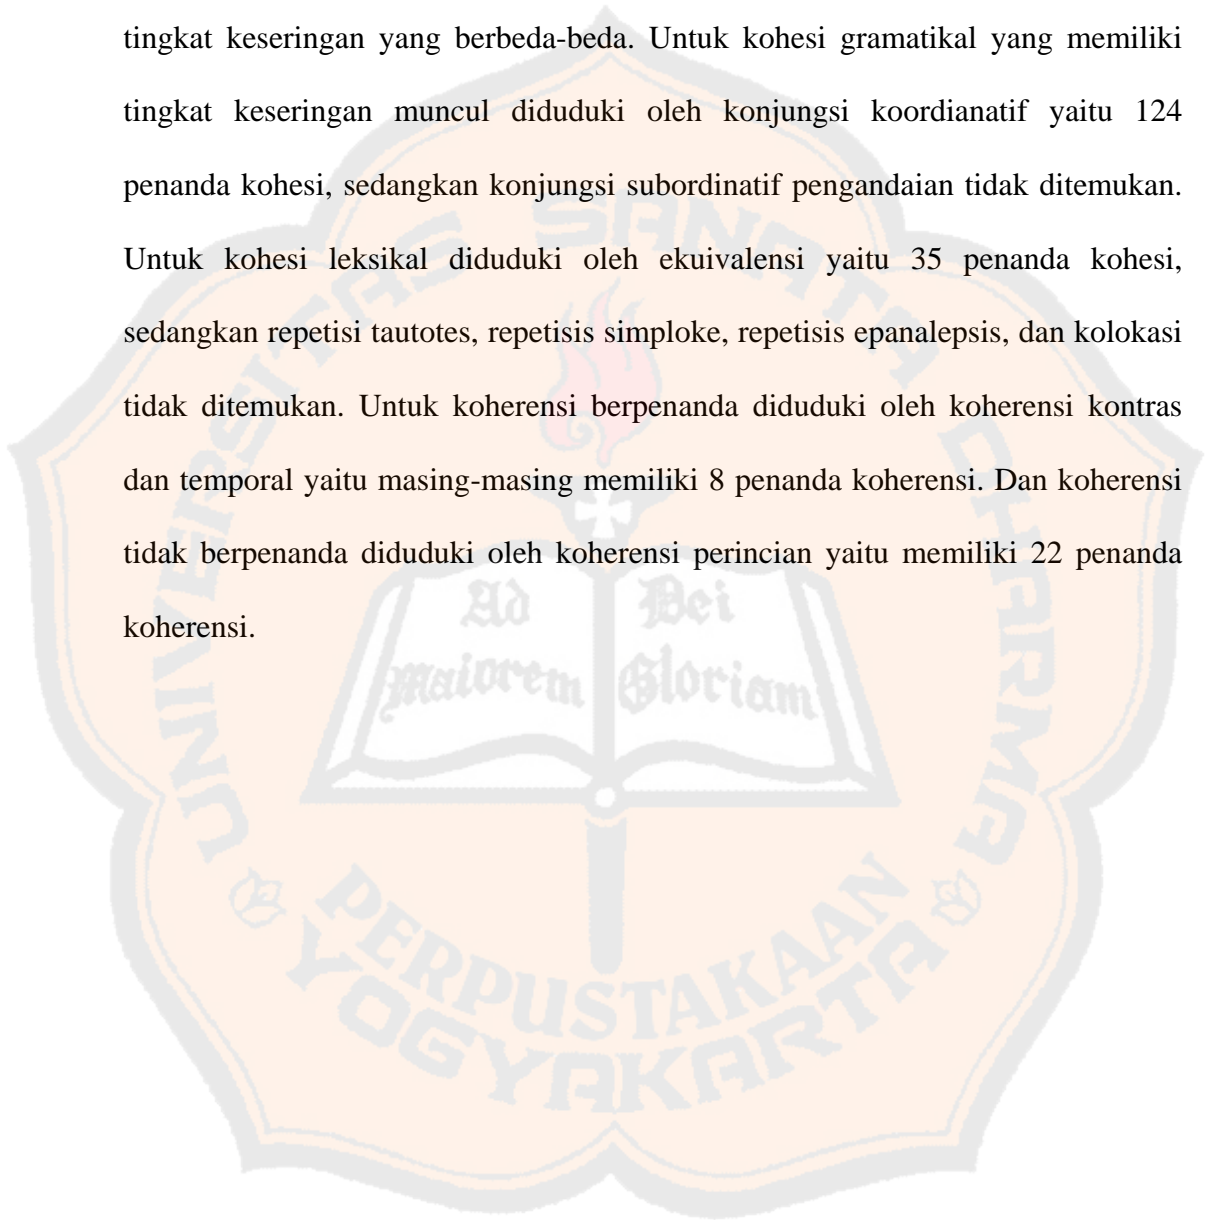 tingkat keseringan yang berbeda-beda. Untuk kohesi gramatikal yang memiliki
tingkat keseringan muncul diduduki oleh konjungsi koordianatif yaitu 124
penanda kohesi, sedangkan konjungsi subordinatif pengandaian tidak ditemukan.
Untuk kohesi leksikal diduduki oleh ekuivalensi yaitu 35 penanda kohesi,
sedangkan repetisi tautotes, repetisis simploke, repetisis epanalepsis, dan kolokasi
tidak ditemukan. Untuk koherensi berpenanda diduduki oleh koherensi kontras
dan temporal yaitu masing-masing memiliki 8 penanda koherensi. Dan koherensi
tidak berpenanda diduduki oleh koherensi perincian yaitu memiliki 22 penanda
koherensi.
UNIVERSITAS SANATA DHARMA
Ad Dei
maiorem Gloriam
PERPUSTAKAAN
YOGYAKARTA